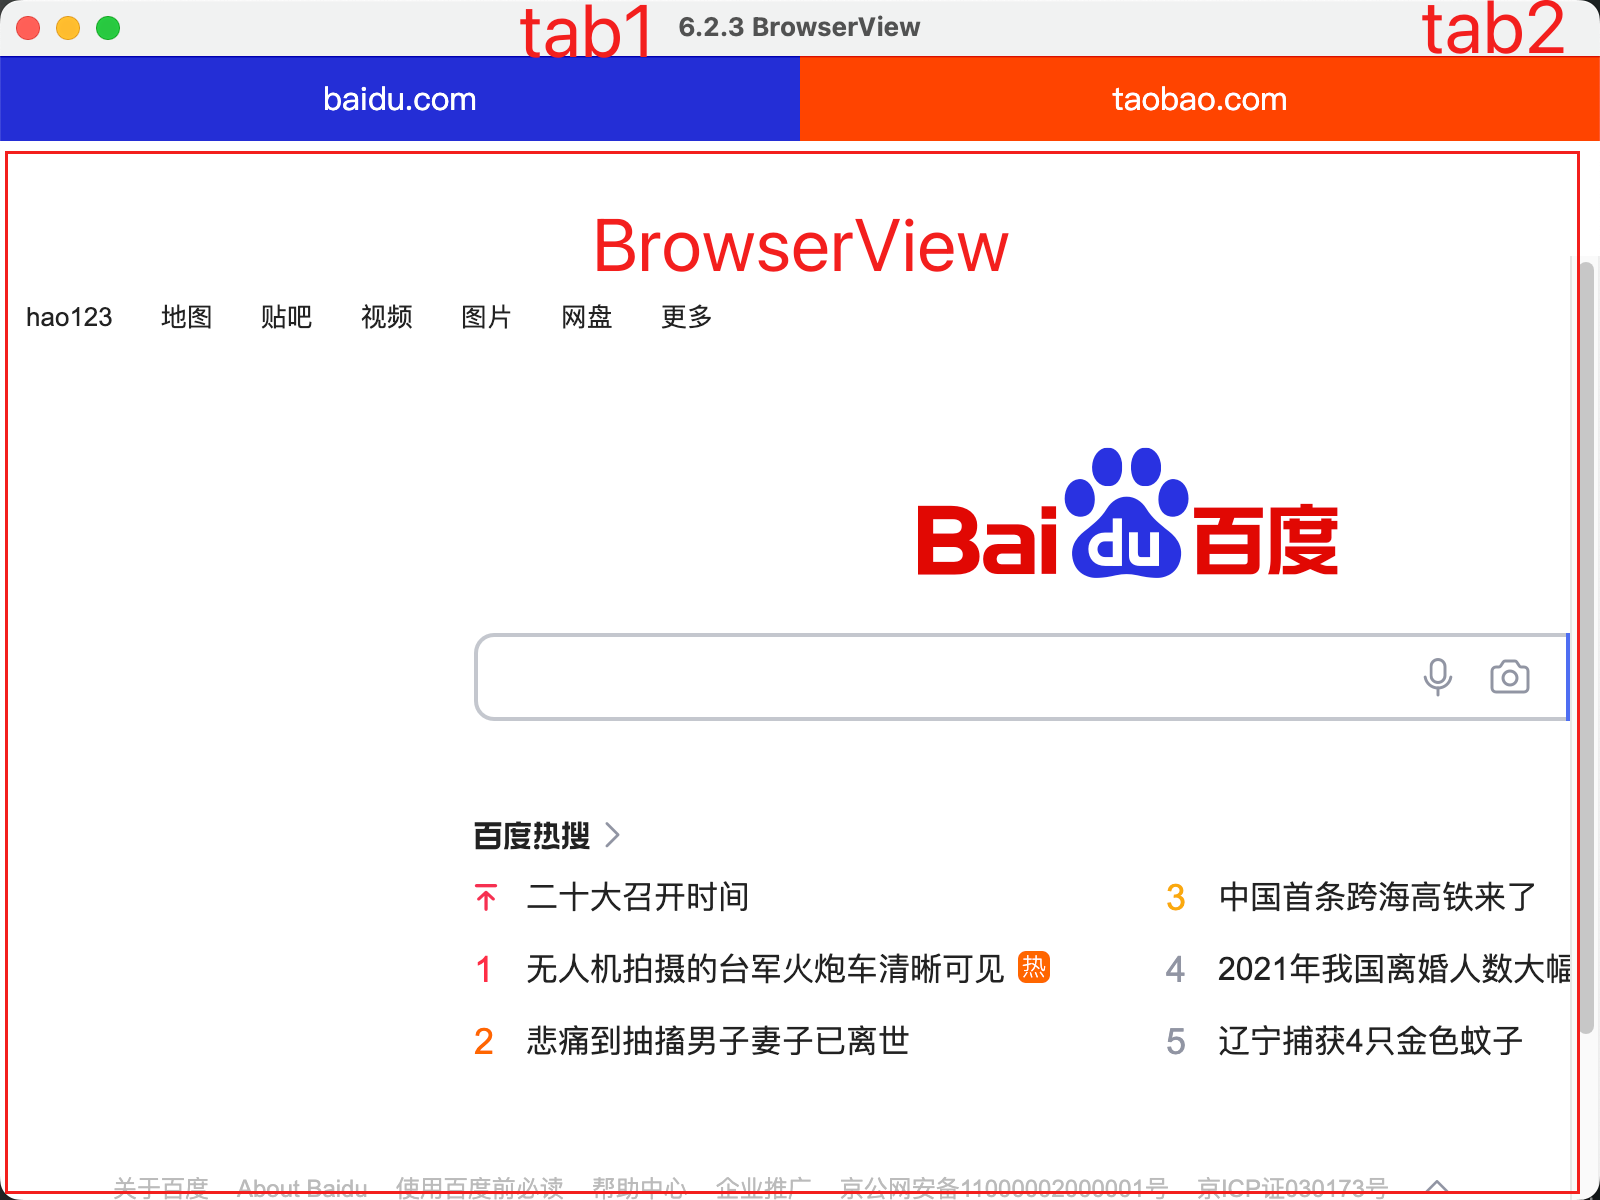 tab1 6.2.3 BrowserView tab2
baidu.com taobao.com
BrowserView
hao123 地图 贴吧 视频 图片 网盘 更多
Baidu百度
百度热搜
二十大召开时间
3 中国首条跨海高铁来了
1 无人机拍摄的台军火炮车清晰可见 热
4 2021年我国离婚人数大幅
2 悲痛到抽搐男子妻子已离世
5 辽宁捕获4只金色蚊子
关于百度 About Baidu 使用百度前必读 帮助中心 企业推广 京公网安备11000002000001号 京ICP证030173号